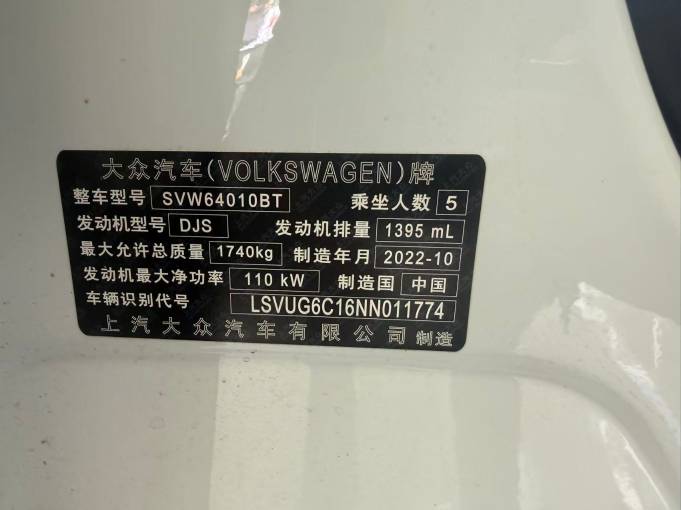 大众汽车(VOLKSWAGEN)牌
整车型号 SVW64010BT 乘坐人数 5
发动机型号 DJS 发动机排量 1395 mL
最大允许总质量 1740kg 制造年月 2022-10
发动机最大净功率 110 kW 制造国 中国
车辆识别代号 LSVUG6C16NN011774
上汽大众汽车有限公司 制造